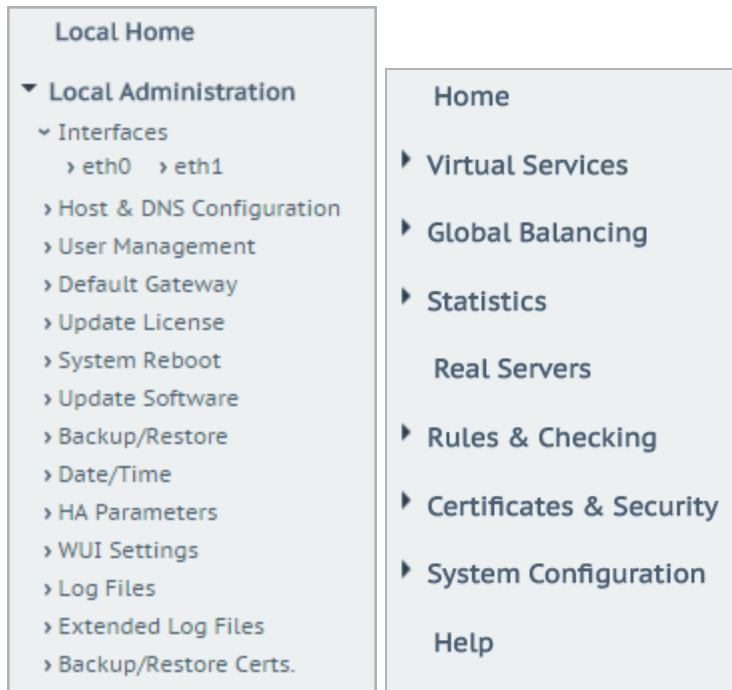 Local Home
Local Administration
Interfaces
eth0 eth1
Host & DNS Configuration
User Management
Default Gateway
Update License
System Reboot
Update Software
Backup/Restore
Date/Time
HA Parameters
WUI Settings
Log Files
Extended Log Files
Backup/Restore Certs.
Home
Virtual Services
Global Balancing
Statistics
Real Servers
Rules & Checking
Certificates & Security
System Configuration
Help